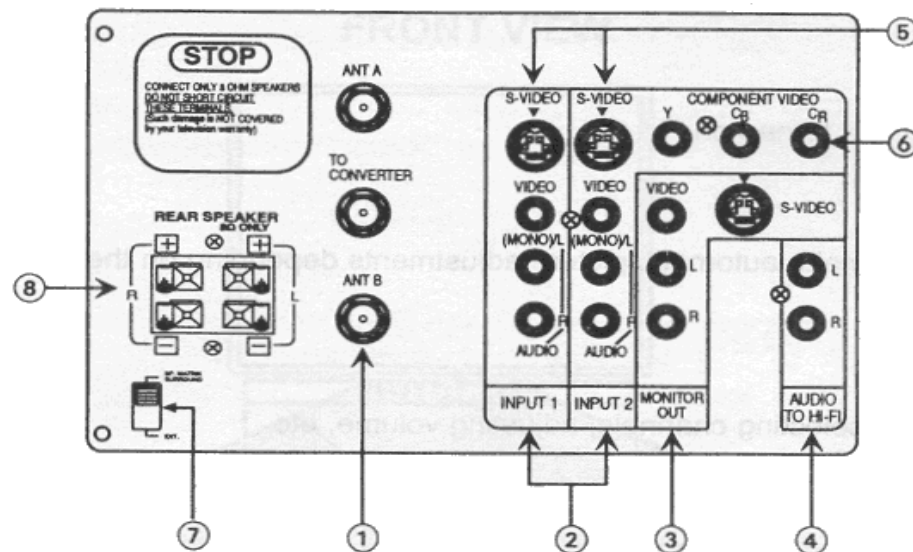 STOP
CONNECT ONLY 8 OHM SPEAKERS
DO NOT SHORT CIRCUIT
THESE TERMINALS.
(Such damage is NOT COVERED
by your television warranty)
ANT A
TO
CONVERTER
ANT B
REAR SPEAKER
8Ω ONLY
+ +
R L
− −
SURROUND
EXT.
S-VIDEO S-VIDEO COMPONENT VIDEO
Y CB CR
VIDEO VIDEO VIDEO S-VIDEO
(MONO)/L (MONO)/L L L
R R R R
AUDIO AUDIO
INPUT 1 INPUT 2 MONITOR
OUT AUDIO
TO HI-FI
5
6
8
7 1 2 3 4